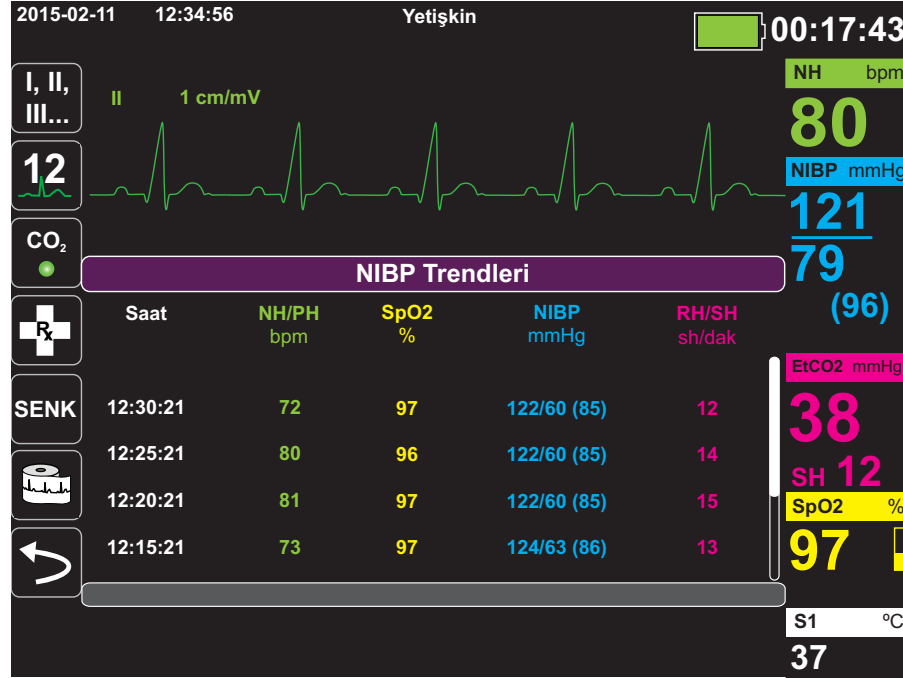 2015-02-11 12:34:56 Yetişkin 00:17:43
I, II,
III...
II 1 cm/mV
NH bpm
80
12
NIBP mmHg
121
79
(96)
CO2
NIBP Trendleri
Saat NH/PH SpO2 NIBP RH/SH
bpm % mmHg sh/dak
Rx
EtCO2 mmHg
38
SH 12
SENK 12:30:21 72 97 122/60 (85) 12
12:25:21 80 96 122/60 (85) 14
12:20:21 81 97 122/60 (85) 15
12:15:21 73 97 124/63 (86) 13
SpO2 %
97
S1 ºC
37